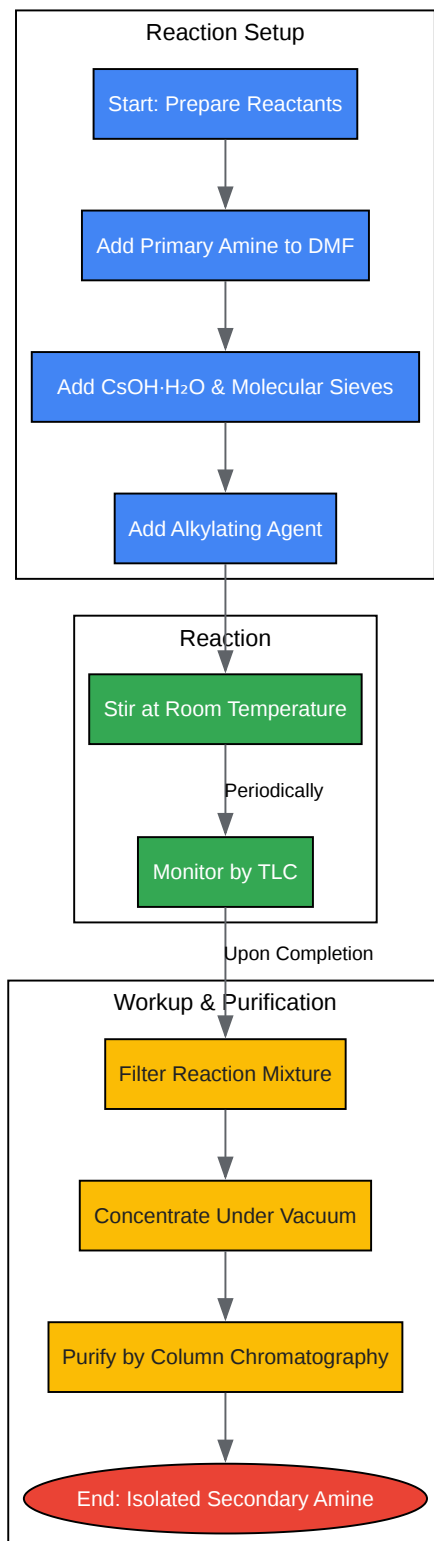 Reaction Setup
Start: Prepare Reactants
Add Primary Amine to DMF
Add CsOH·H₂O & Molecular Sieves
Add Alkylating Agent
Reaction
Stir at Room Temperature
Periodically
Monitor by TLC
Upon Completion
Workup & Purification
Filter Reaction Mixture
Concentrate Under Vacuum
Purify by Column Chromatography
End: Isolated Secondary Amine